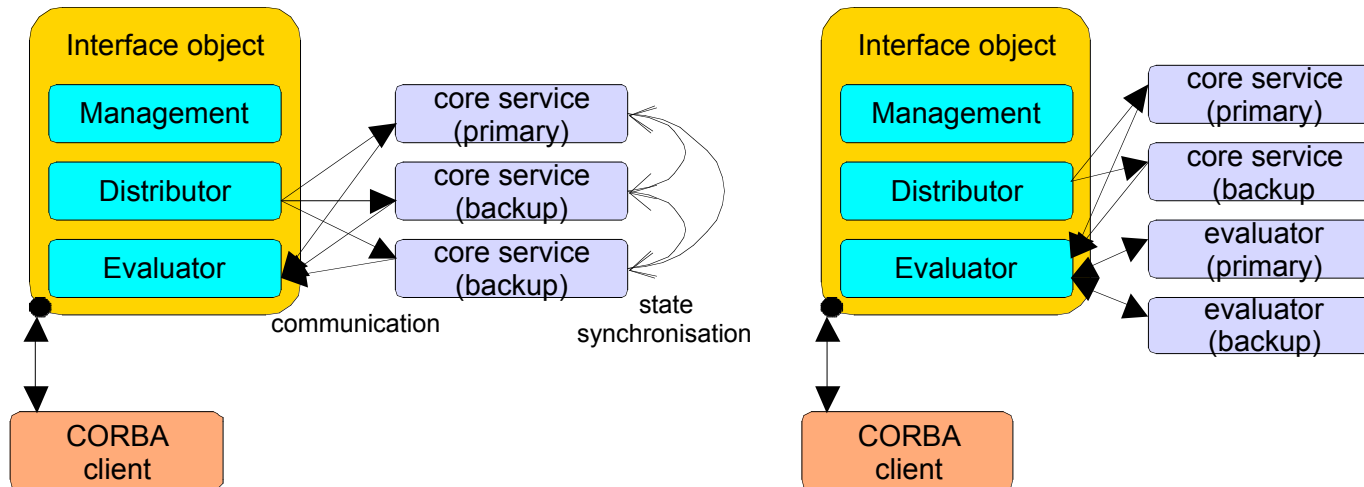 Interface object
Management
Distributor
Evaluator
core service
(primary)
core service
(backup)
core service
(backup)
communication
state
synchronisation
CORBA
client
Interface object
Management
Distributor
Evaluator
core service
(primary)
core service
(backup
evaluator
(primary)
evaluator
(backup)
CORBA
client